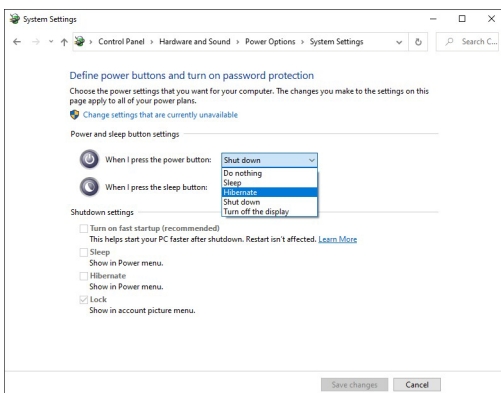 System Settings
Control Panel > Hardware and Sound > Power Options > System Settings
Search C...
Define power buttons and turn on password protection
Choose the power settings that you want for your computer. The changes you make to the settings on this
page apply to all of your power plans.
Change settings that are currently unavailable
Power and sleep button settings
When I press the power button: Shut down
Do nothing
Sleep
When I press the sleep button: Hibernate
Shut down
Turn off the display
Shutdown settings
Turn on fast startup (recommended)
This helps start your PC faster after shutdown. Restart isn't affected. Learn More
Sleep
Show in Power menu.
Hibernate
Show in Power menu.
Lock
Show in account picture menu.
Save changes Cancel